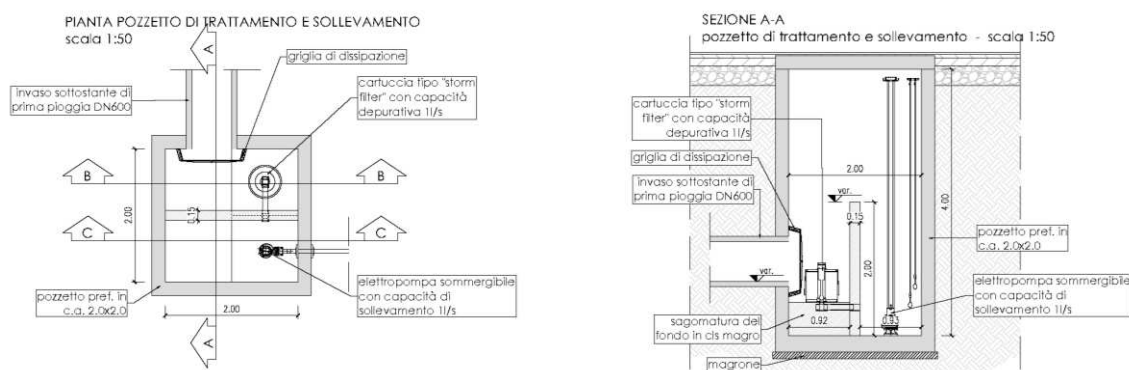 PIANTA POZZETTO DI TRATTAMENTO E SOLLEVAMENTO
scala 1:50
A
griglia di dissipazione
invaso sottostante di
prima pioggia DN600
cartuccia tipo "storm
filter" con capacità
depurativa 1l/s
B
B
2.00
0.15
C
C
elettropompa sommergibile
con capacità di
sollevamento 1l/s
pozzetto pref. in
c.a. 2.0x2.0
2.00
A
SEZIONE A-A
pozzetto di trattamento e sollevamento - scala 1:50
cartuccia tipo "storm
filter" con capacità
depurativa 1l/s
griglia di dissipazione
invaso sottostante di
prima pioggia DN600
2.00
var.
0.15
4.00
pozzetto pref. in
c.a. 2.0x2.0
var.
2.00
elettropompa sommergibile
con capacità di
sollevamento 1l/s
sagomatura del
fondo in cls magro
0.92
0.93
magrone